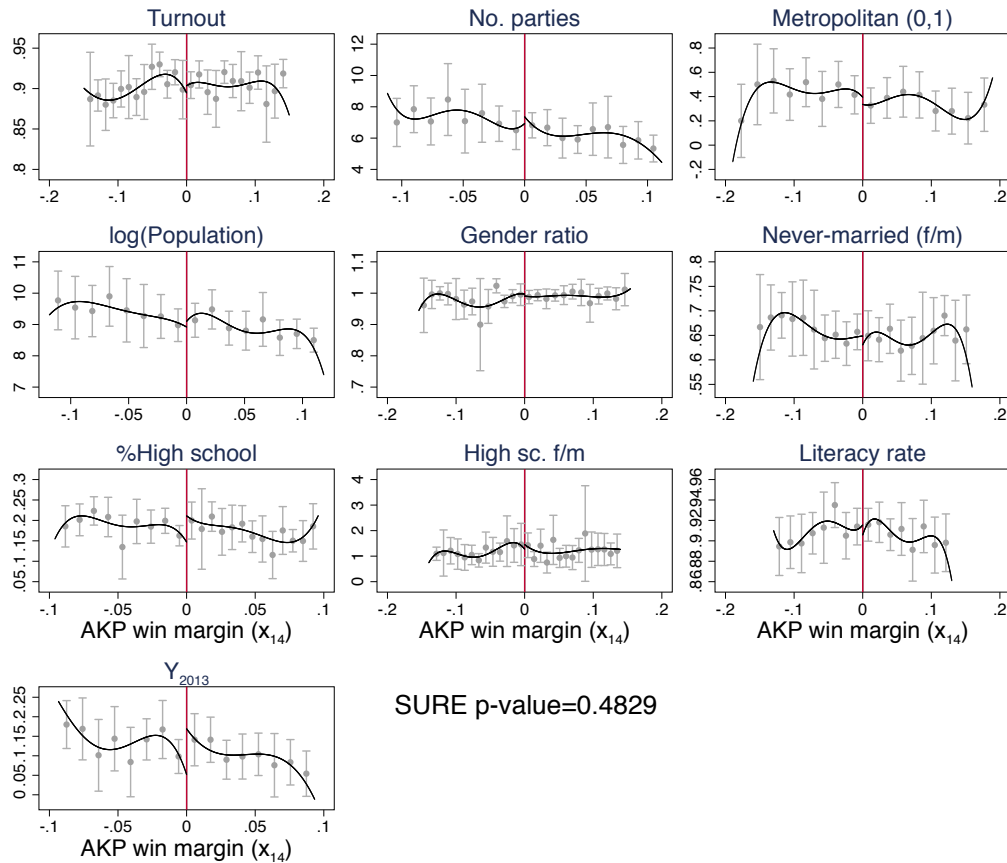 Turnout
.8 .85 .9 .95
-.2 -.1 0 .1 .2
No. parties
4 6 8 10 12
-.1 -.05 0 .05 .1
Metropolitan (0,1)
-.2 0 .2 .4 .6 .8
-.2 -.1 0 .1 .2
log(Population)
7 8 9 10 11
-.1 -.05 0 .05 .1
Gender ratio
.7 .8 .9 1 1.1
-.2 -.1 0 .1 .2
Never-married (f/m)
.55 .6 .65 .7 .75 .8
-.2 -.1 0 .1 .2
%High school
.05 .1 .15 .2 .25 .3
-.1 -.05 0 .05 .1
AKP win margin (x₁₄)
High sc. f/m
0 1 2 3 4
-.2 -.1 0 .1 .2
AKP win margin (x₁₄)
Literacy rate
.86 .88 .9 .92 .94 .96
-.2 -.1 0 .1 .2
AKP win margin (x₁₄)
Y₂₀₁₃
0 .05 .1 .15 .2 .25
-.1 -.05 0 .05 .1
AKP win margin (x₁₄)
SURE p-value=0.4829